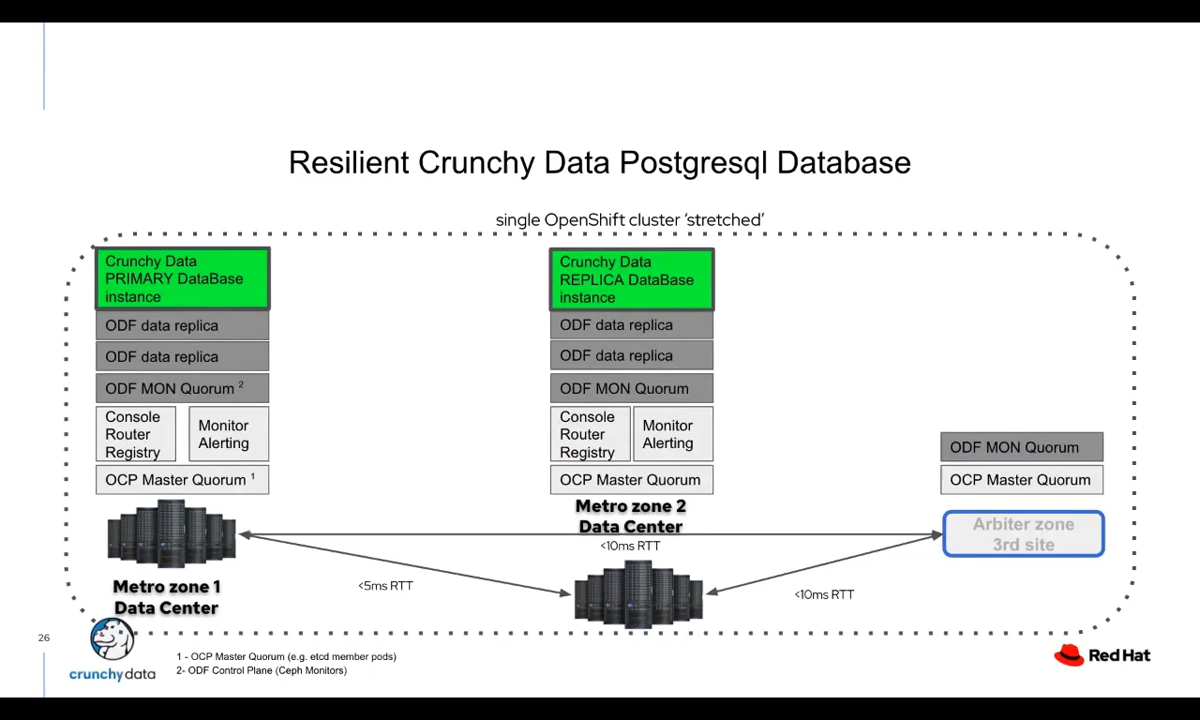 Resilient Crunchy Data Postgresql Database
single OpenShift cluster ‘stretched’
Crunchy Data
PRIMARY DataBase
instance
ODF data replica
ODF data replica
ODF MON Quorum 2
Console
Router
Registry
Monitor
Alerting
OCP Master Quorum 1
Metro zone 1
Data Center
Crunchy Data
REPLICA DataBase
instance
ODF data replica
ODF data replica
ODF MON Quorum
Console
Router
Registry
Monitor
Alerting
OCP Master Quorum
Metro zone 2
Data Center
<10ms RTT
<5ms RTT
<10ms RTT
ODF MON Quorum
OCP Master Quorum
Arbiter zone
3rd site
26
crunchydata
1 - OCP Master Quorum (e.g. etcd member pods)
2- ODF Control Plane (Ceph Monitors)
Red Hat